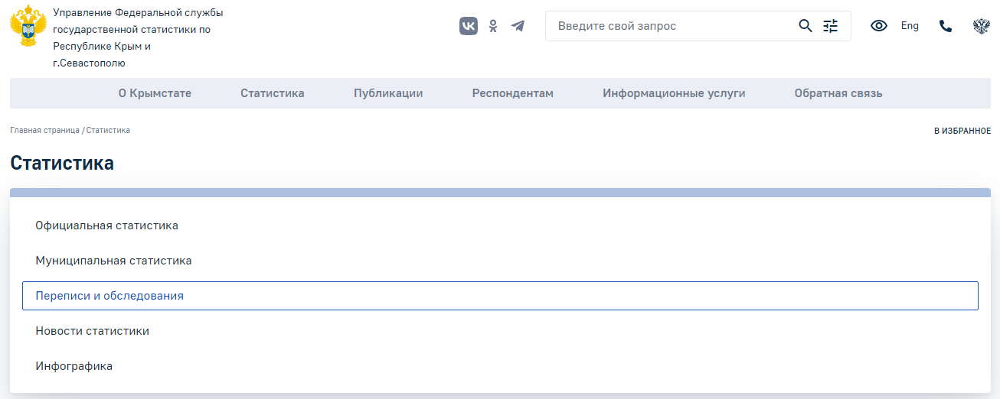 Управление Федеральной службы
государственной статистики по
Республике Крым и
г.Севастополю
Введите свой запрос
Eng
О Крымстате Статистика Публикации Респондентам Информационные услуги Обратная связь
Главная страница / Статистика
В ИЗБРАННОЕ
Статистика
Официальная статистика
Муниципальная статистика
Переписи и обследования
Новости статистики
Инфографика